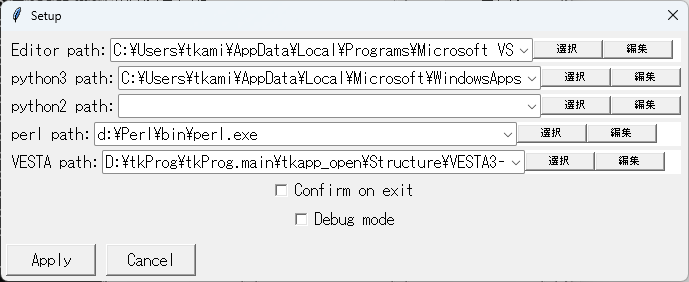 Setup
Editor path: C:¥Users¥tkami¥AppData¥Local¥Programs¥Microsoft VS 選択 編集
python3 path: C:¥Users¥tkami¥AppData¥Local¥Microsoft¥WindowsApps 選択 編集
python2 path: 選択 編集
perl path: d:¥Perl¥bin¥perl.exe 選択 編集
VESTA path: D:¥tkProg¥tkProg.main¥tkapp_open¥Structure¥VESTA3- 選択 編集
Confirm on exit
Debug mode
Apply Cancel